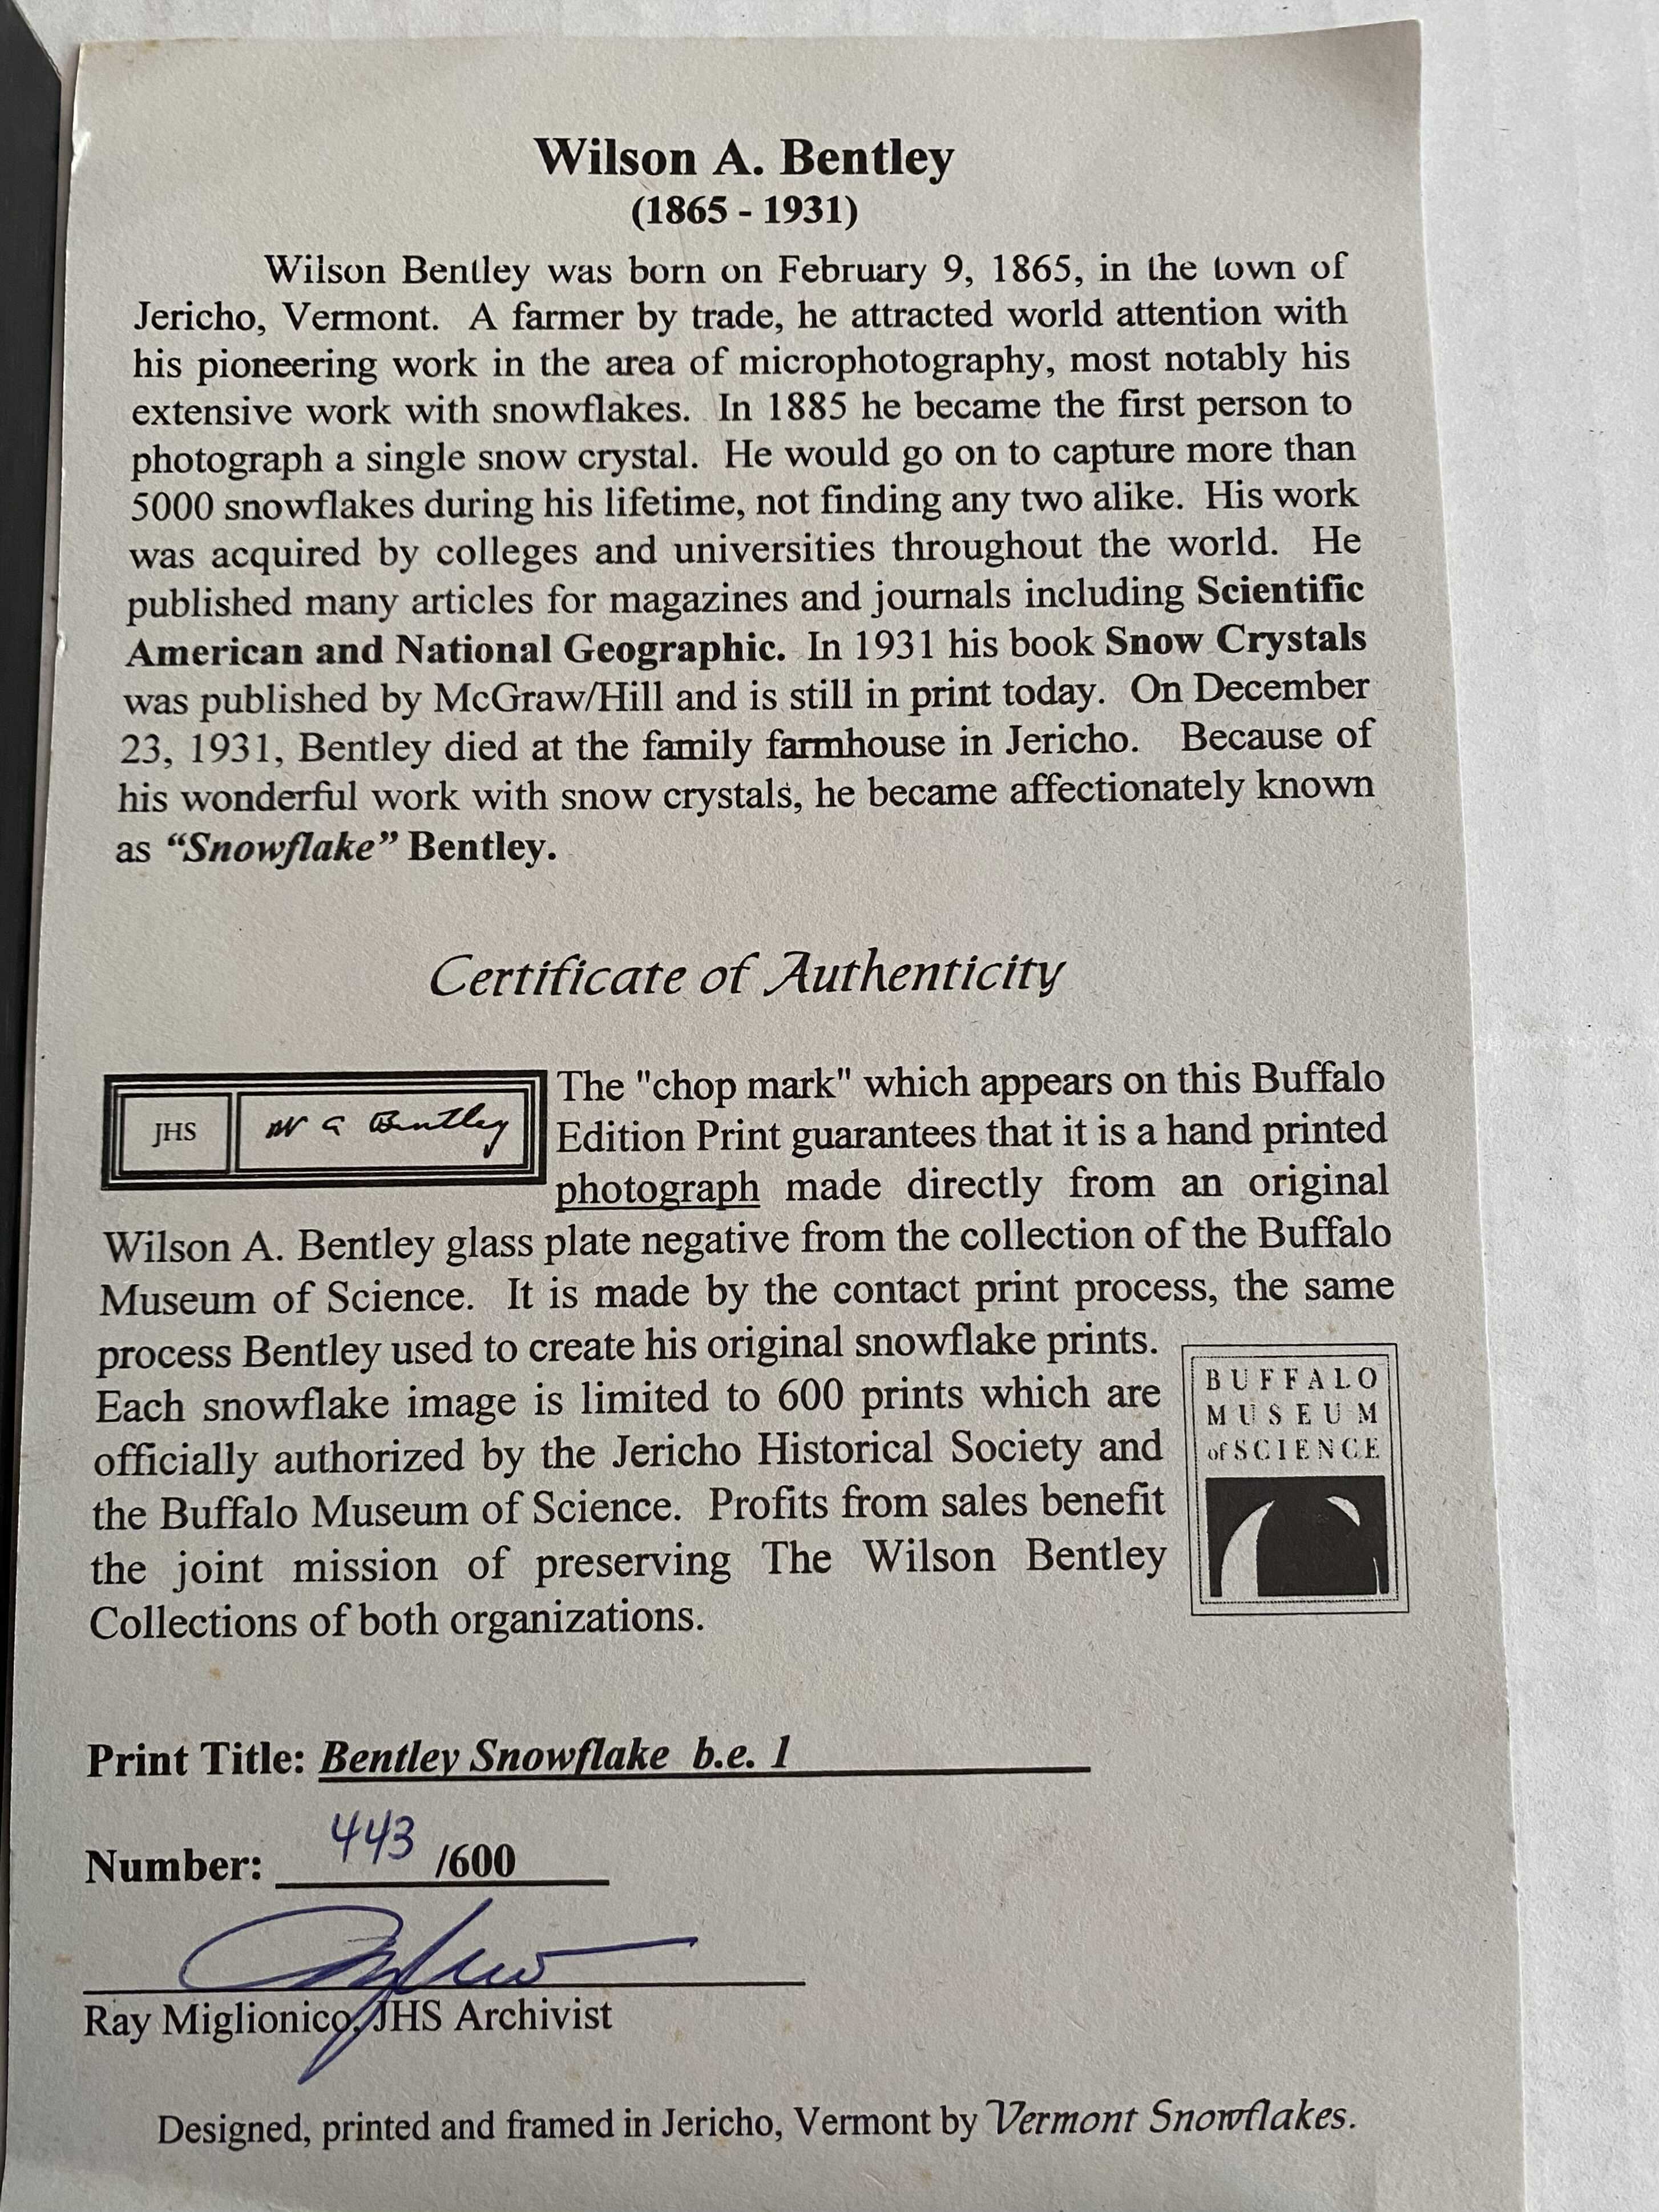 Wilson A. Bentley
(1865 - 1931)
Wilson Bentley was born on February 9, 1865, in the town of
Jericho, Vermont. A farmer by trade, he attracted world attention with
his pioneering work in the area of microphotography, most notably his
extensive work with snowflakes. In 1885 he became the first person to
photograph a single snow crystal. He would go on to capture more than
5000 snowflakes during his lifetime, not finding any two alike. His work
was acquired by colleges and universities throughout the world. He
published many articles for magazines and journals including Scientific
American and National Geographic. In 1931 his book Snow Crystals
was published by McGraw/Hill and is still in print today. On December
23, 1931, Bentley died at the family farmhouse in Jericho. Because of
his wonderful work with snow crystals, he became affectionately known
as “Snowflake” Bentley.
Certificate of Authenticity
JHS W A Bentley
The "chop mark" which appears on this Buffalo
Edition Print guarantees that it is a hand printed
photograph made directly from an original
Wilson A. Bentley glass plate negative from the collection of the Buffalo
Museum of Science. It is made by the contact print process, the same
process Bentley used to create his original snowflake prints.
Each snowflake image is limited to 600 prints which are
officially authorized by the Jericho Historical Society and
the Buffalo Museum of Science. Profits from sales benefit
the joint mission of preserving The Wilson Bentley
Collections of both organizations.
BUFFALO
MUSEUM
of SCIENCE
Print Title: Bentley Snowflake b.e. 1
Number: 443 /600
Ray Miglionico, JHS Archivist
Designed, printed and framed in Jericho, Vermont by Vermont Snowflakes.